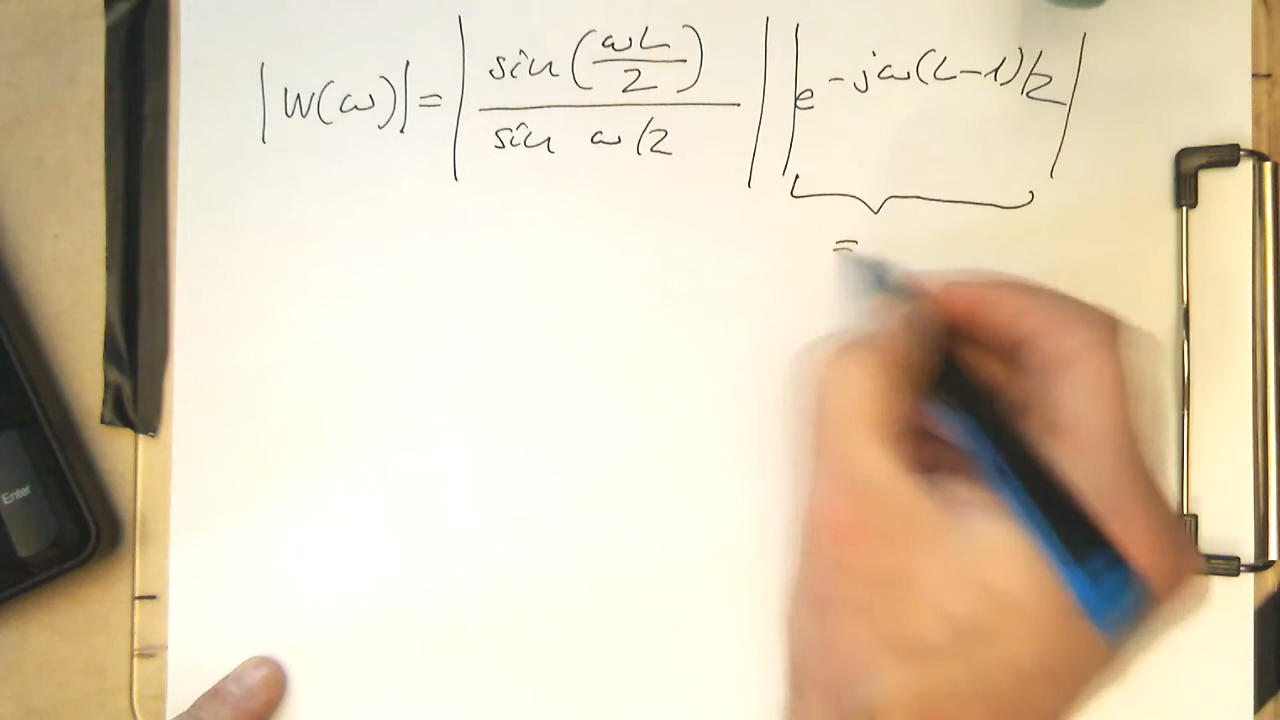 |W(ω)| = | sin(ωL/2) / sin ω/2 | |e^{-jω(L-1)/2}|
=
Enter